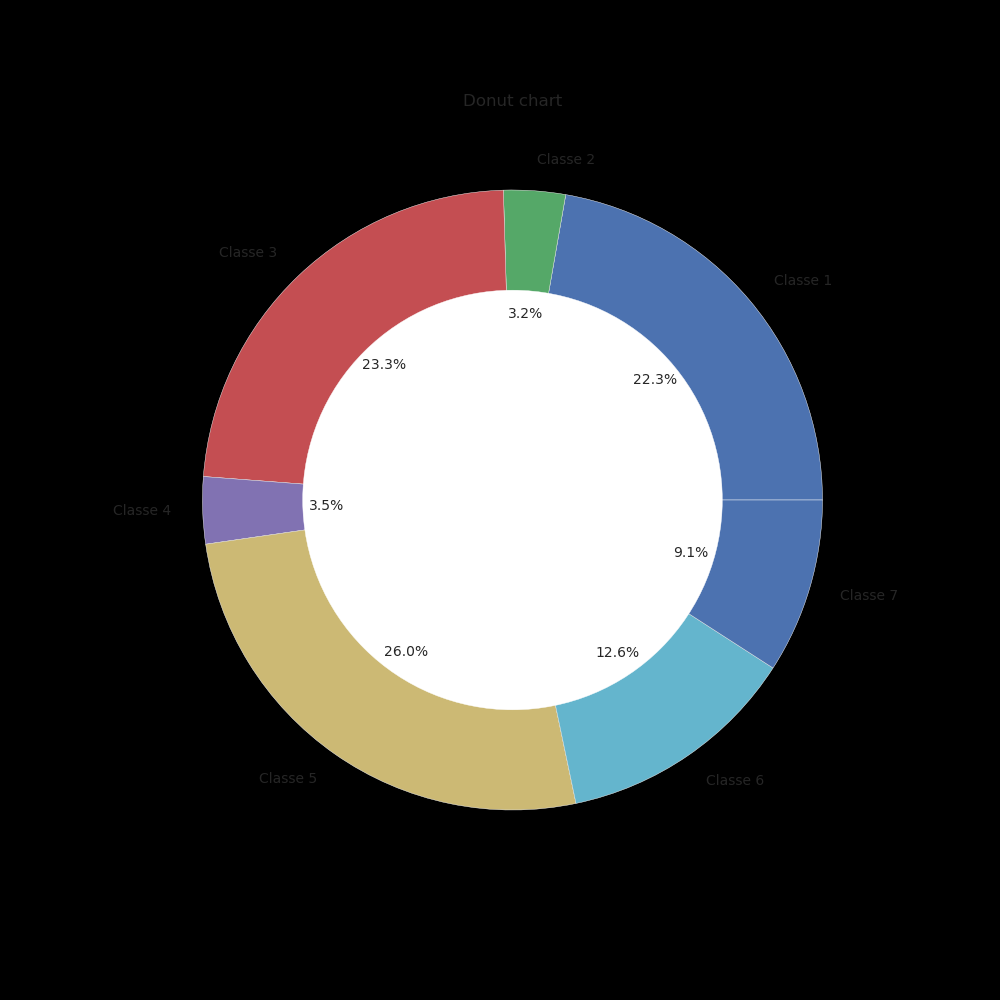 Donut chart
Classe 2
Classe 3
Classe 1
3.2%
23.3%
22.3%
Classe 4
3.5%
9.1%
Classe 7
26.0%
12.6%
Classe 5
Classe 6